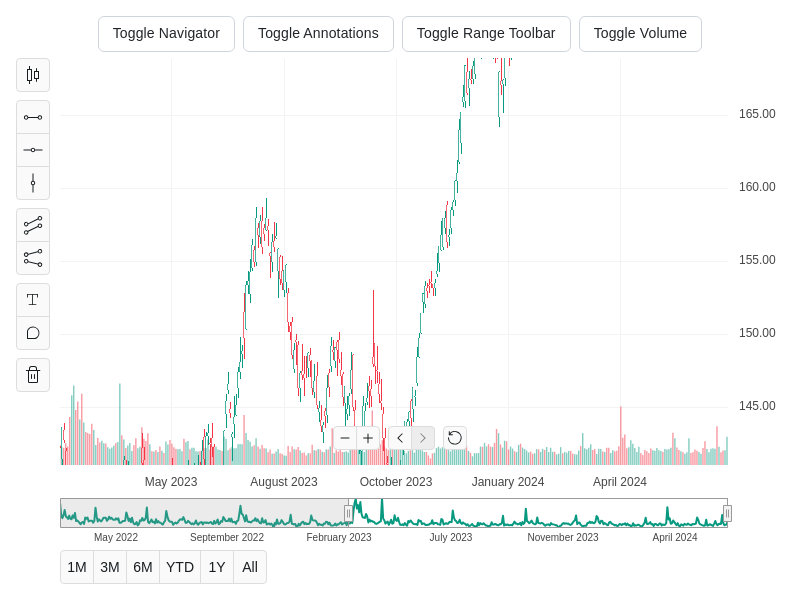 Toggle Navigator Toggle Annotations Toggle Range Toolbar Toggle Volume
165.00
160.00
155.00
150.00
145.00
T
May 2023 August 2023 October 2023 January 2024 April 2024
May 2022 September 2022 February 2023 July 2023 November 2023 April 2024
1M 3M 6M YTD 1Y All